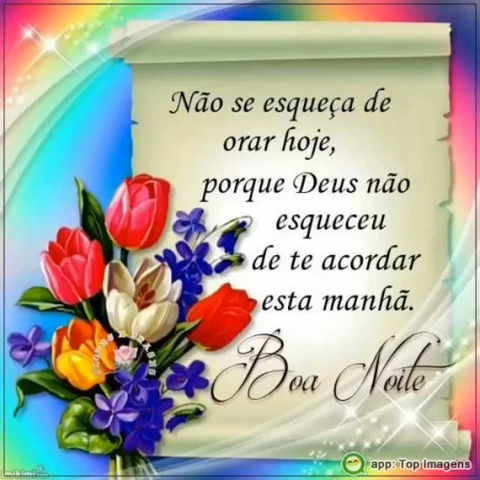 Não se esqueça de
orar hoje,
porque Deus não
esqueceu
de te acordar
esta manhã.
Boa Noite
app: Top Imagens